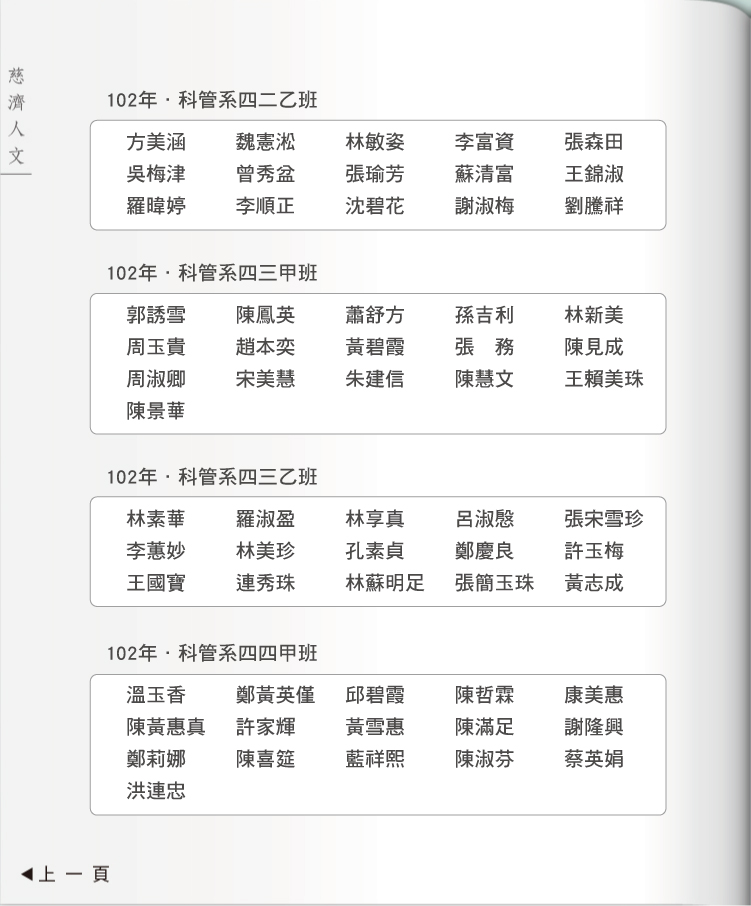 慈濟人文
102年．科管系四二乙班
方美涵 魏憲淞 林敏姿 李富資 張森田
吳梅津 曾秀盆 張瑜芳 蘇清富 王錦淑
羅暐婷 李順正 沈碧花 謝淑梅 劉騰祥
102年．科管系四三甲班
郭誘雪 陳鳳英 蕭舒方 孫吉利 林新美
周玉貴 趙本奕 黃碧霞 張　務 陳見成
周淑卿 宋美慧 朱建信 陳慧文 王賴美珠
陳景華
102年．科管系四三乙班
林素華 羅淑盈 林享真 呂淑慇 張宋雪珍
李蕙妙 林美珍 孔素貞 鄭慶良 許玉梅
王國寶 連秀珠 林蘇明足 張簡玉珠 黃志成
102年．科管系四四甲班
溫玉香 鄭黃英僅 邱碧霞 陳哲霖 康美惠
陳黃惠真 許家輝 黃雪惠 陳滿足 謝隆興
鄭莉娜 陳喜筵 藍祥熙 陳淑芬 蔡英娟
洪連忠
◀上一頁